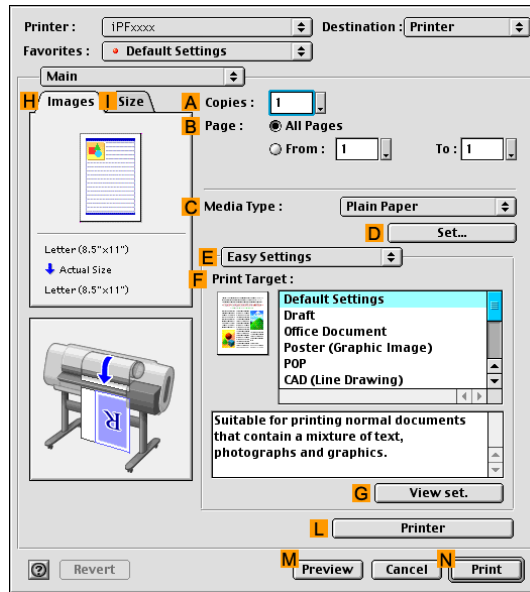 Printer : iPFxxxx Destination : Printer
Favorites : Default Settings
Main
H Images I Size
A Copies : 1
B Page : All Pages
From : 1 To : 1
C Media Type : Plain Paper
D Set...
Letter (8.5"x11")
Actual Size
Letter (8.5"x11")
E Easy Settings
F Print Target :
Default Settings
Draft
Office Document
Poster (Graphic Image)
POP
CAD (Line Drawing)
R
Suitable for printing normal documents
that contain a mixture of text,
photographs and graphics.
G View set.
L Printer
? Revert M Preview Cancel N Print